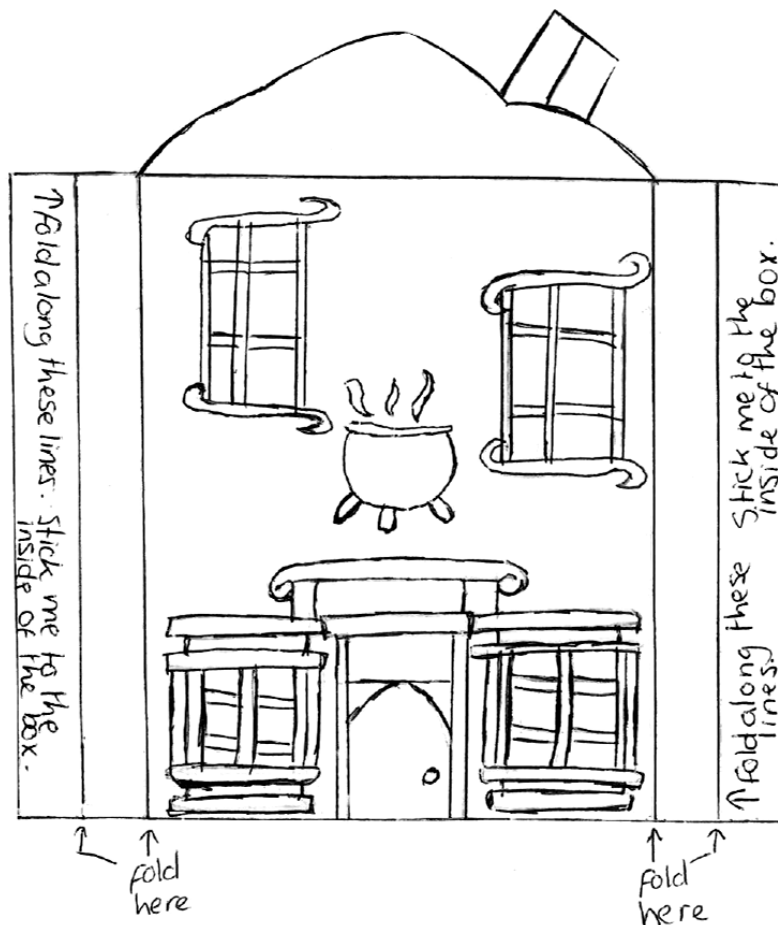 ↑ fold along these lines. Stick me to the
inside of the box.
↑ fold along these
lines.
Stick me to the
inside of the box.
fold
here
fold
here